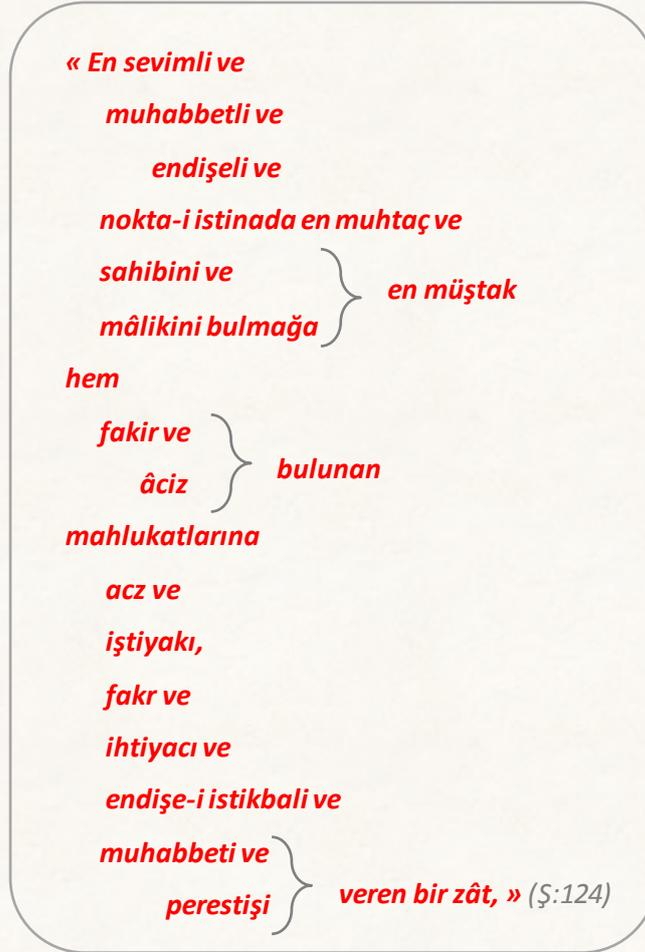 « En sevimli ve
muhabbetli ve
endişeli ve
nokta-i istinada en muhtaç ve
sahibini ve
mâlikini bulmağa
en müştak
hem
fakir ve
âciz
bulunan
mahlukatlarına
acz ve
iştiyakı,
fakr ve
ihtiyacı ve
endişe-i istikbali ve
muhabbeti ve
perestişi
veren bir zât, » (Ş:124)